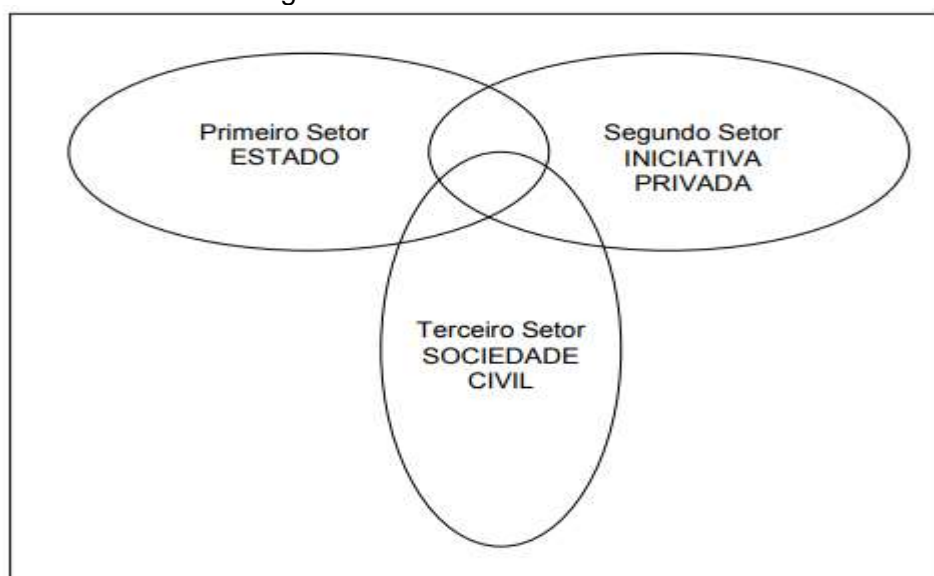 Primeiro Setor
ESTADO
Segundo Setor
INICIATIVA
PRIVADA
Terceiro Setor
SOCIEDADE
CIVIL